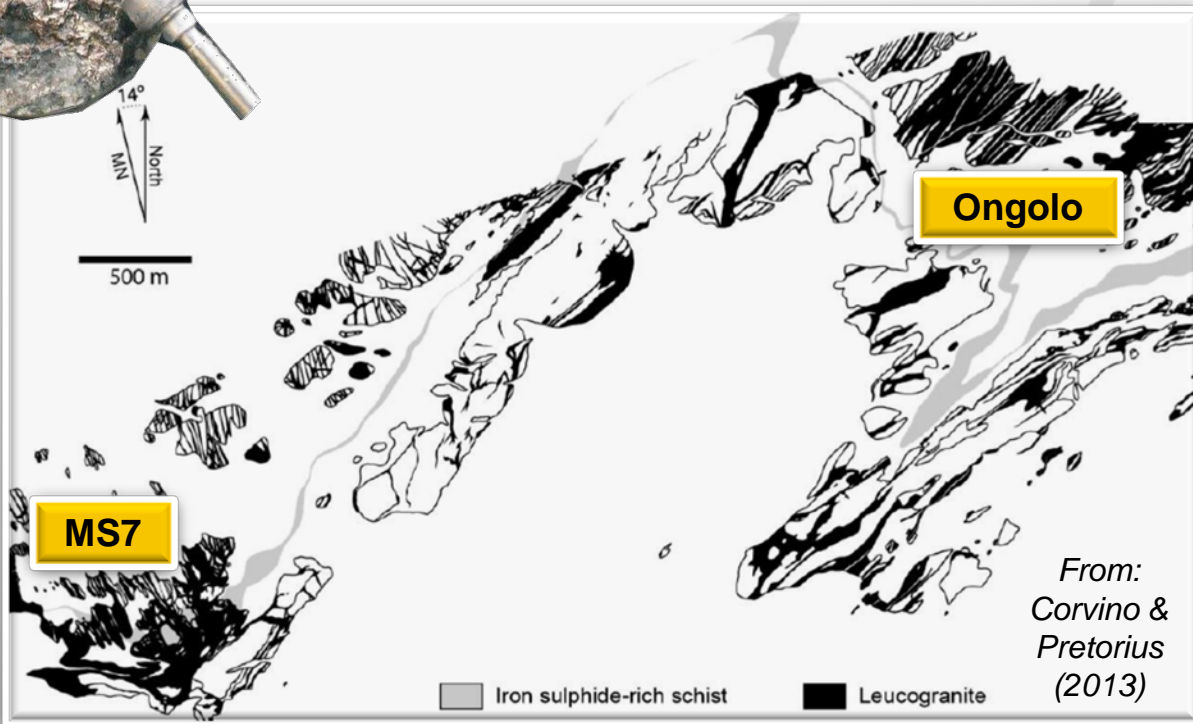 14°
MN
North
500 m
Ongolo
MS7
From:
Corvino &
Pretorius
(2013)
Iron sulphide-rich schist
Leucogranite